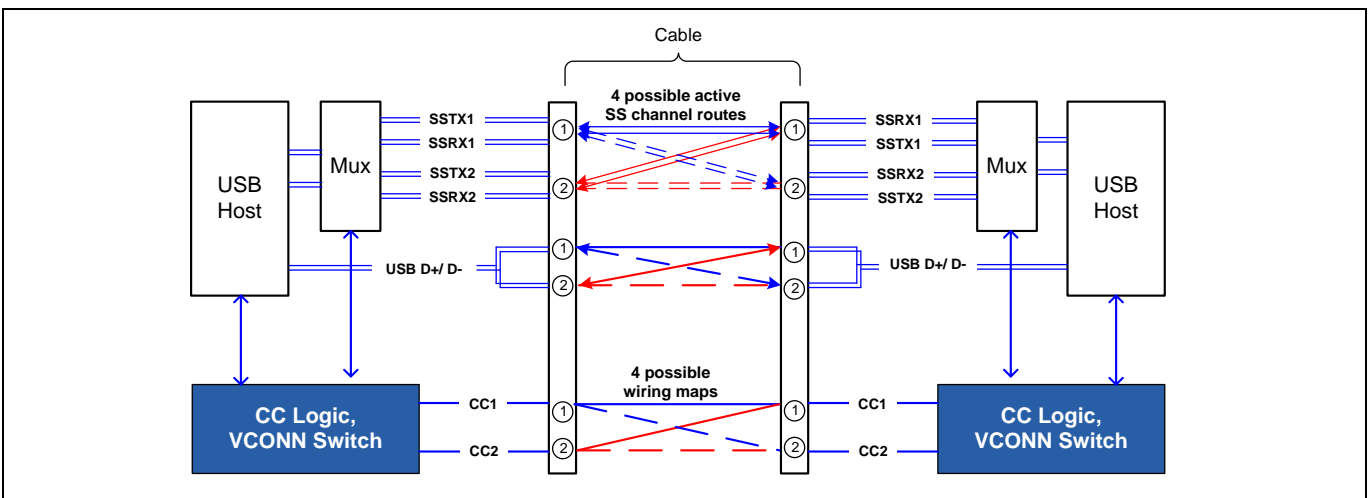 Cable
4 possible active
SS channel routes
SSTX1
SSRX1
SSTX2
SSRX2
1
2
1
2
SSRX1
SSTX1
SSRX2
SSTX2
USB
Host
Mux
Mux
USB
Host
USB D+/ D-
1
2
1
2
USB D+/ D-
4 possible
wiring maps
CC Logic,
VCONN Switch
CC1
CC2
1
2
1
2
CC1
CC2
CC Logic,
VCONN Switch